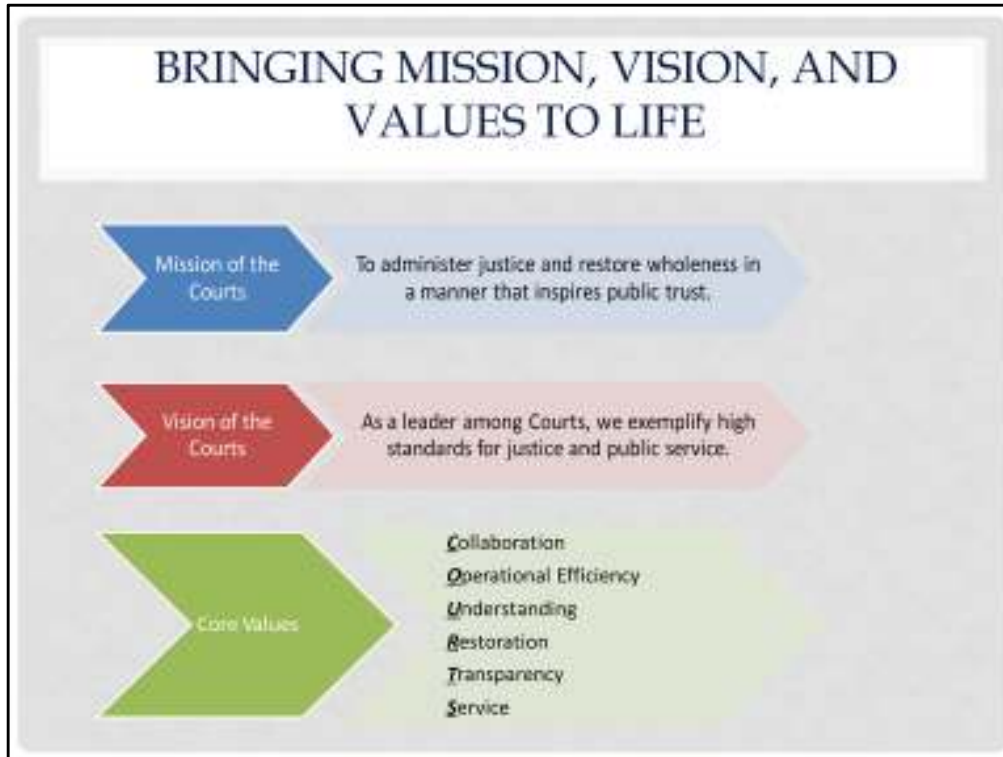 BRINGING MISSION, VISION, AND
VALUES TO LIFE
Mission of the
Courts
To administer justice and restore wholeness in
a manner that inspires public trust.
Vision of the
Courts
As a leader among Courts, we exemplify high
standards for justice and public service.
Core Values
Collaboration
Operational Efficiency
Understanding
Restoration
Transparency
Service